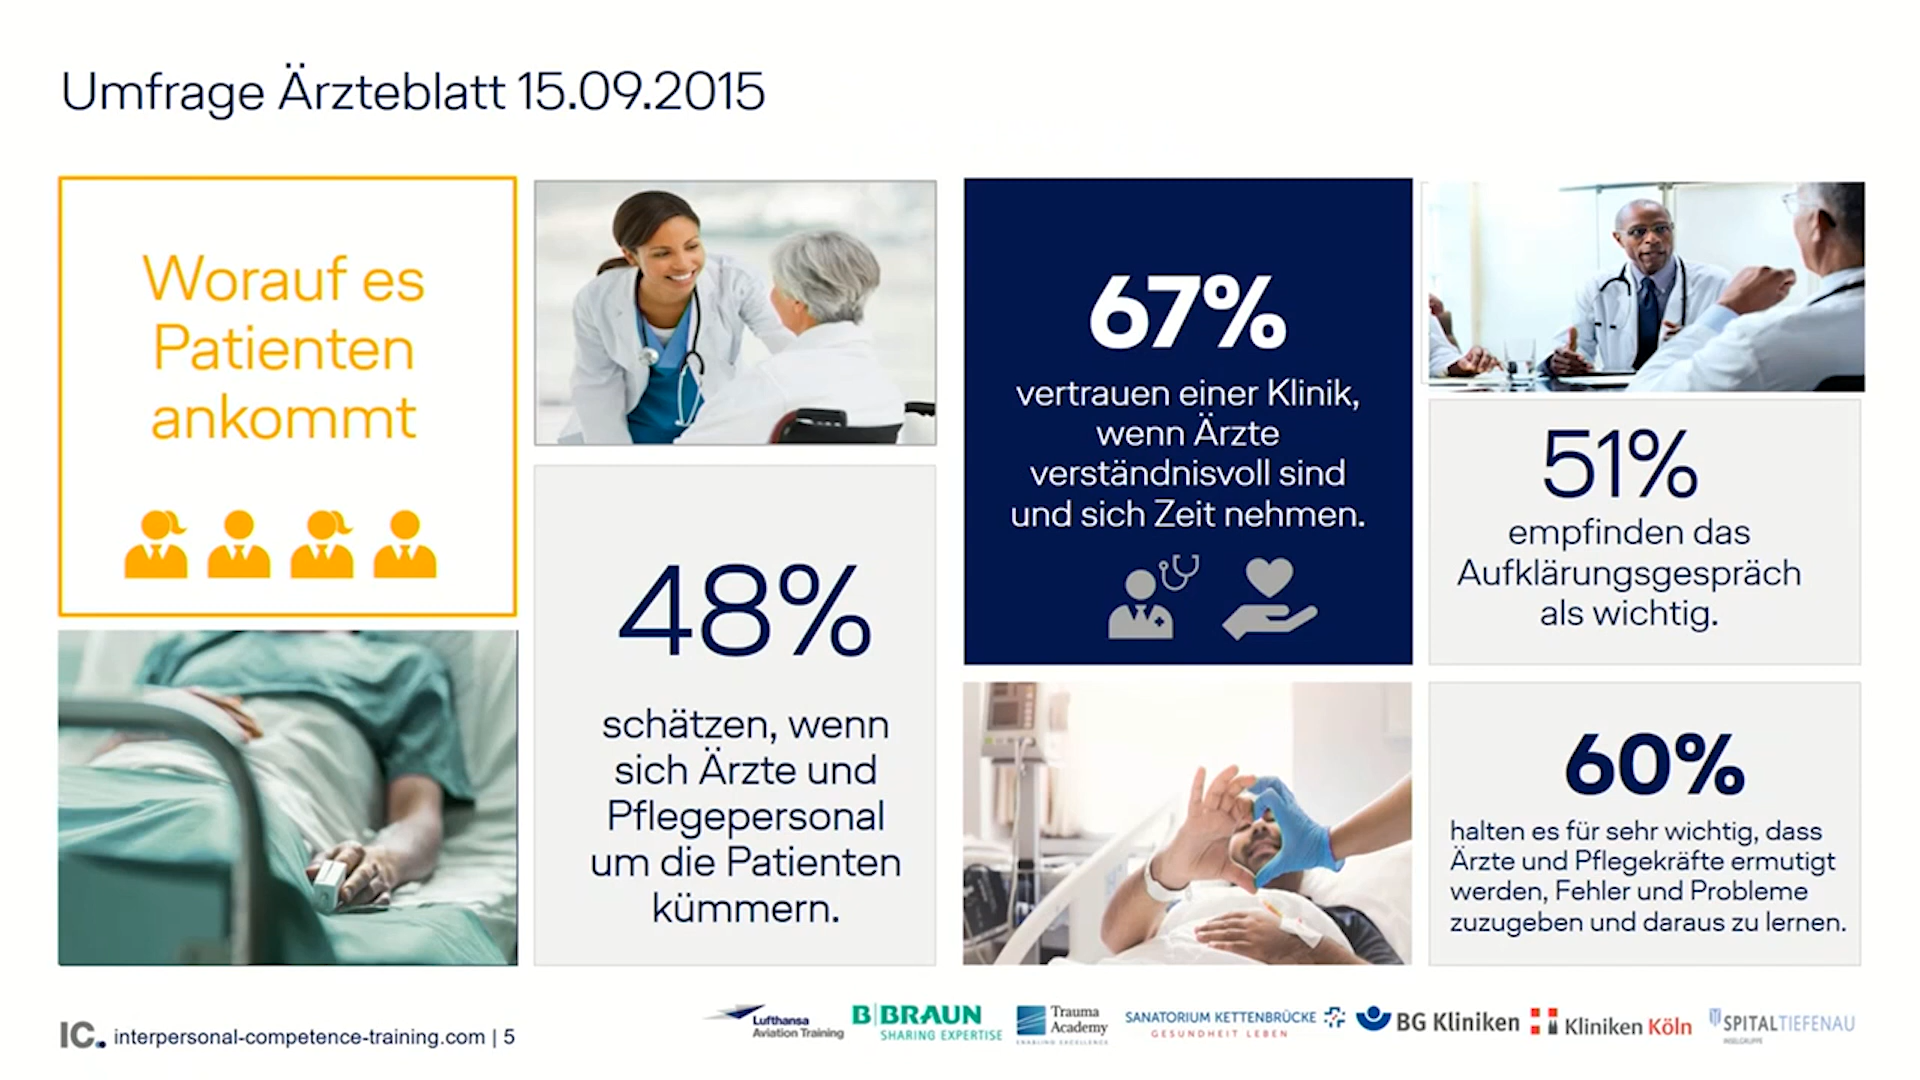 Umfrage Ärzteblatt 15.09.2015
Worauf es
Patienten
ankommt
48%
schätzen, wenn
sich Ärzte und
Pflegepersonal
um die Patienten
kümmern.
67%
vertrauen einer Klinik,
wenn Ärzte
verständnisvoll sind
und sich Zeit nehmen.
51%
empfinden das
Aufklärungsgespräch
als wichtig.
60%
halten es für sehr wichtig, dass
Ärzte und Pflegekräfte ermutigt
werden, Fehler und Probleme
zuzugeben und daraus zu lernen.
IC. interpersonal-competence-training.com | 5
Lufthansa
Aviation Training
B|BRAUN
SHARING EXPERTISE
Trauma
Academy
ENABLING EXCELLENCE
SANATORIUM KETTENBRÜCKE
GESUNDHEIT LEBEN
BG Kliniken
Kliniken Köln
SPITALTIEFENAU
INSELGRUPPE